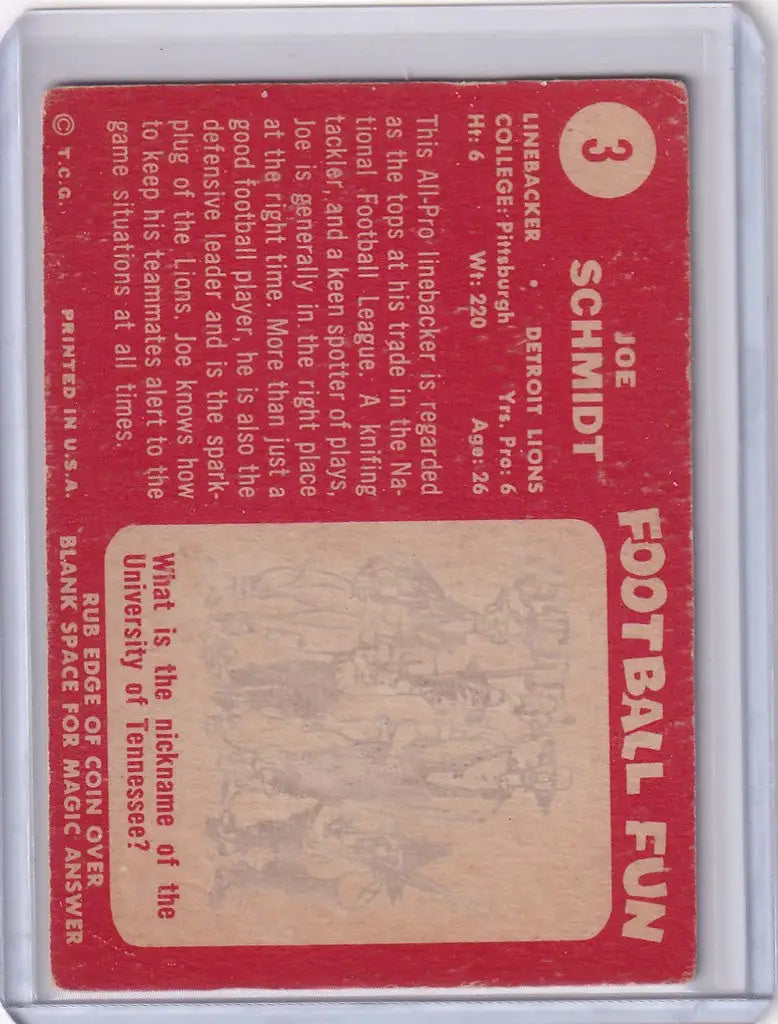 3
JOE
SCHMIDT
LINEBACKER • DETROIT LIONS
COLLEGE: Pittsburgh Yrs. Pro: 6
Ht: 6 Wt: 220 Age: 26
This All-Pro linebacker is regarded
as the tops at his trade in the Na-
tional Football League. A knifing
tackler, and a keen spotter of plays,
Joe is generally in the right place
at the right time. More than just a
good football player, he is also the
defensive leader and is the spark-
plug of the Lions. Joe knows how
to keep his teammates alert to the
game situations at all times.
© T.C.G. PRINTED IN U.S.A.
FOOTBALL FUN
What is the nickname of the
University of Tennessee?
RUB EDGE OF COIN OVER
BLANK SPACE FOR MAGIC ANSWER